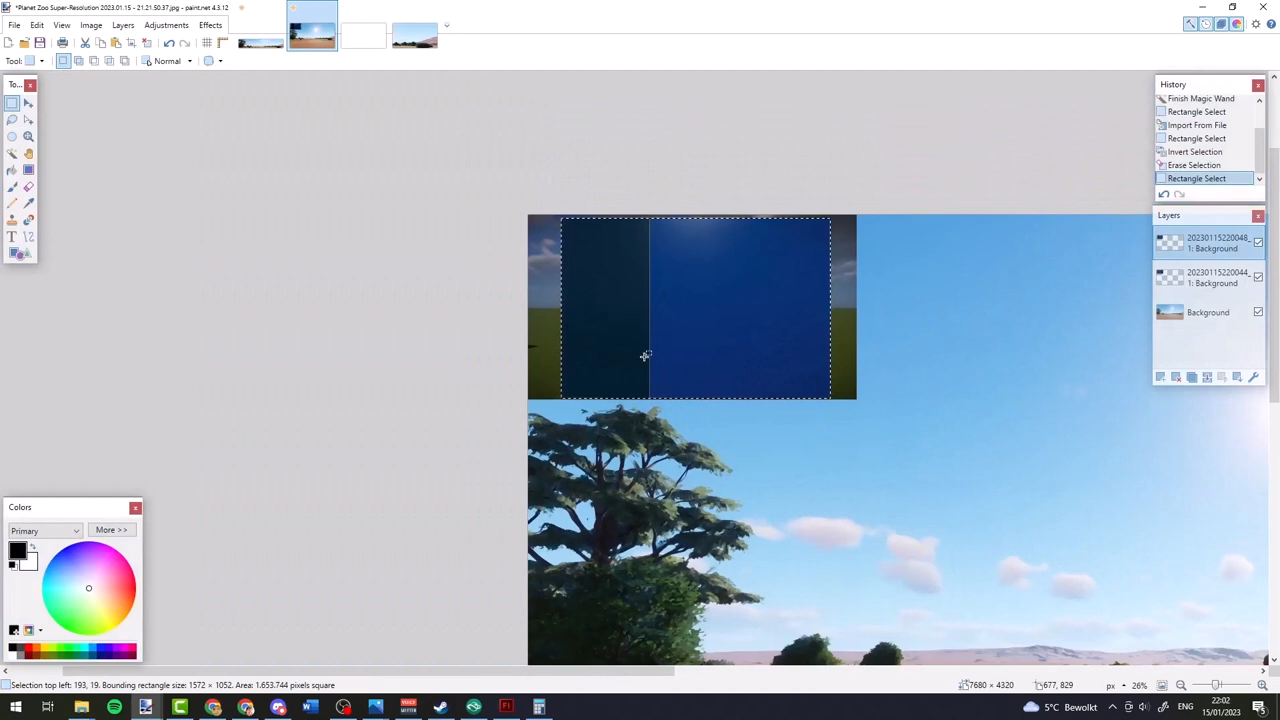 *Planet Zoo Super-Resolution 2023.01.15 - 21.21.50.37.jpg - paint.net 4.3.12
File Edit View Image Layers Adjustments Effects
Tool: Normal
To...
History
Finish Magic Wand
Rectangle Select
Import From File
Rectangle Select
Invert Selection
Erase Selection
Rectangle Select
Layers
20230115220048_
1: Background
20230115220044_
1: Background
Background
Colors
Primary
More >>
Selection top left: 193, 19. Bounding rectangle size: 1572 × 1052. Area: 1.653.744 pixels square
7680 × 4320
677, 829
px
26%
5°C Bewolkt
ENG
22:02
15/01/2023